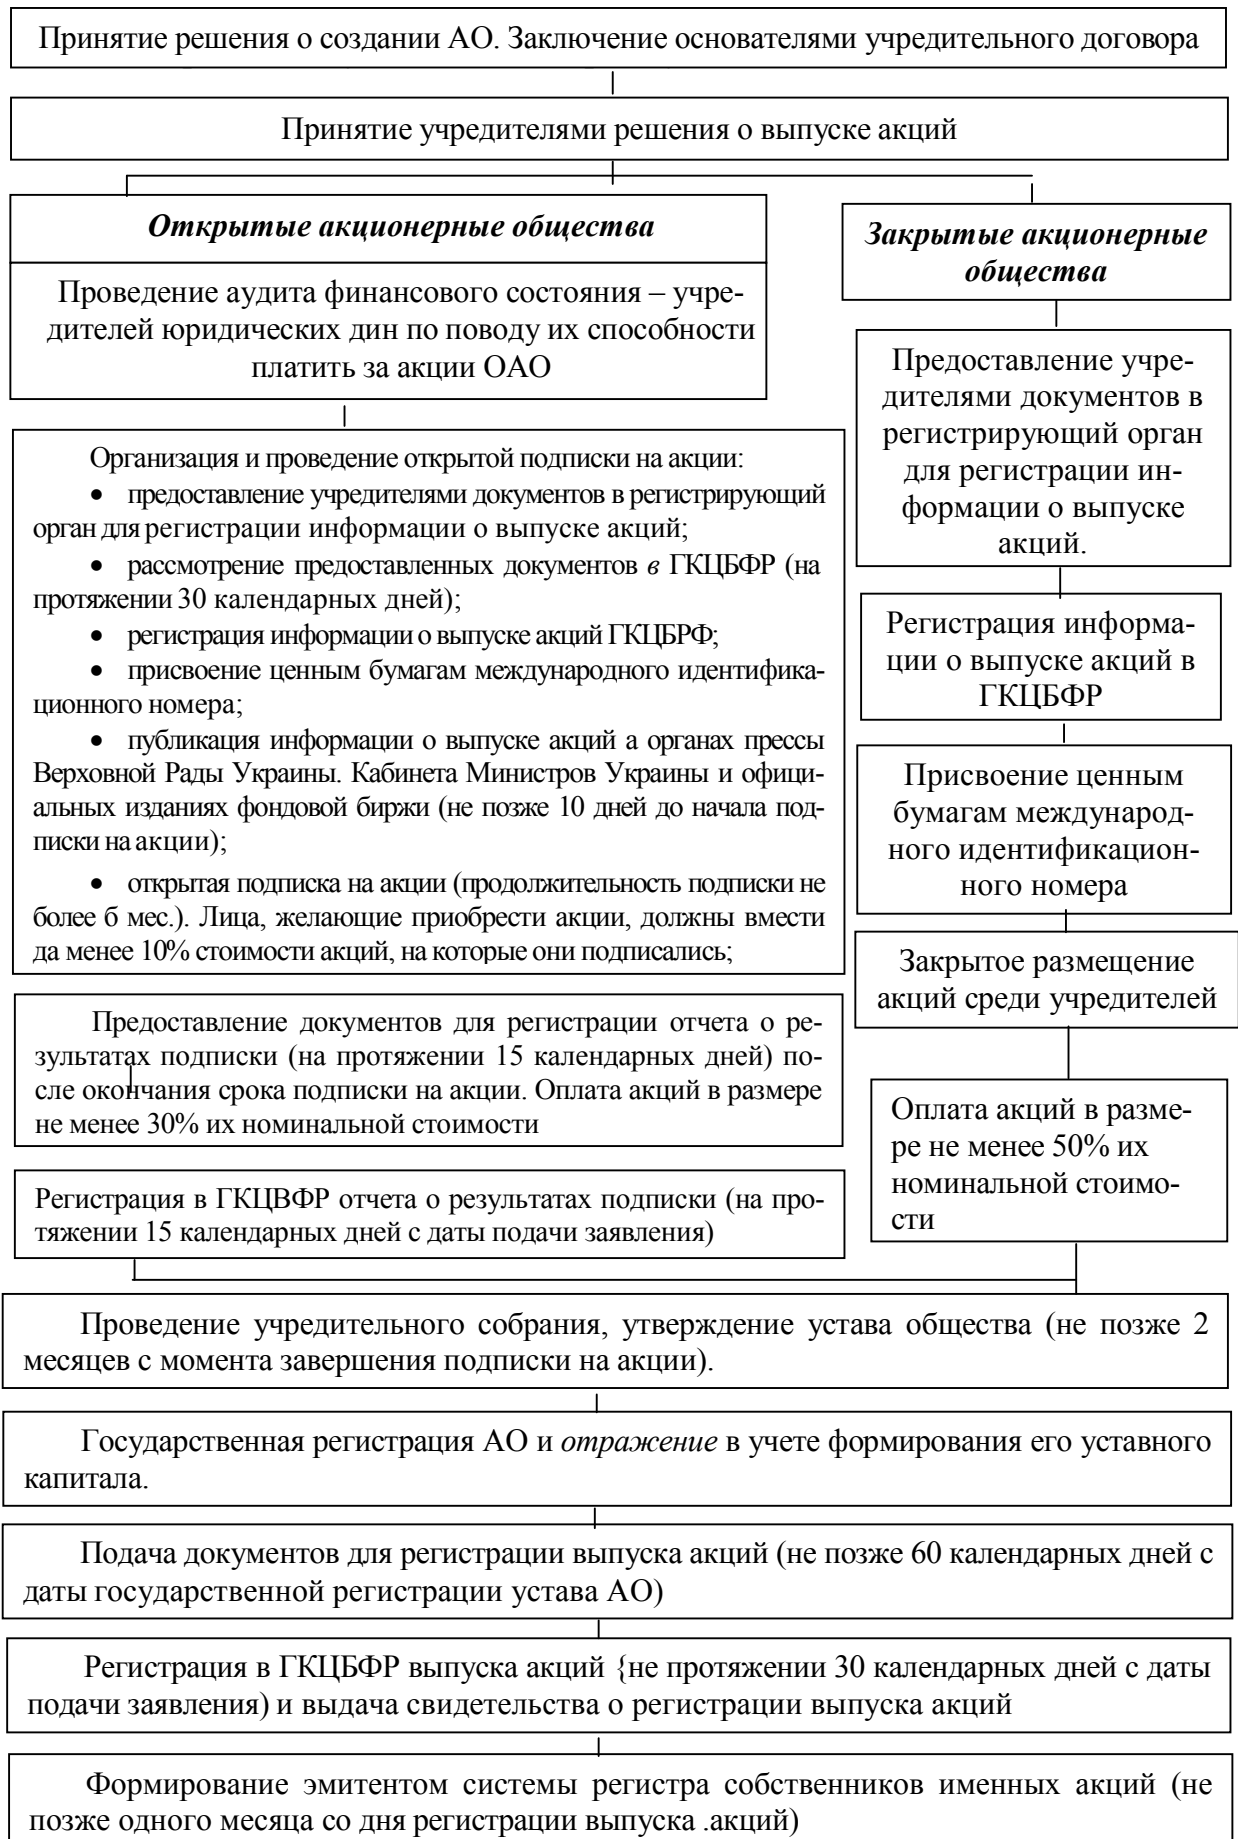 Принятие решения о создании АО. Заключение основателями учредительного договора
Принятие учредителями решения о выпуске акций
Открытые акционерные общества
Проведение аудита финансового состояния – учре-
дителей юридических дин по поводу их способности
платить за акции ОАО
Организация и проведение открытой подписки на акции:
• предоставление учредителями документов в регистрирующий
орган для регистрации информации о выпуске акций;
• рассмотрение предоставленных документов в ГКЦБФР (на
протяжении 30 календарных дней);
• регистрация информации о выпуске акций ГКЦБРФ;
• присвоение ценным бумагам международного идентифика-
ционного номера;
• публикация информации о выпуске акций а органах прессы
Верховной Рады Украины. Кабинета Министров Украины и офици-
альных изданиях фондовой биржи (не позже 10 дней до начала под-
писки на акции);
• открытая подписка на акции (продолжительность подписки не
более б мес.). Лица, желающие приобрести акции, должны вмести
да менее 10% стоимости акций, на которые они подписались;
Предоставление документов для регистрации отчета о ре-
зультатах подписки (на протяжении 15 календарных дней) по-
сле окончания срока подписки на акции. Оплата акций в размере
не менее 30% их номинальной стоимости
Регистрация в ГКЦВФР отчета о результатах подписки (на про-
тяжении 15 календарных дней с даты подачи заявления)
Закрытые акционерные
общества
Предоставление учре-
дителями документов в
регистрирующий орган
для регистрации ин-
формации о выпуске
акций.
Регистрация информа-
ции о выпуске акций в
ГКЦБФР
Присвоение ценным
бумагам международ-
ного идентификацион-
ного номера
Закрытое размещение
акций среди учредителей
Оплата акций в разме-
ре не менее 50% их
номинальной стоимо-
сти
Проведение учредительного собрания, утверждение устава общества (не позже 2
месяцев с момента завершения подписки на акции).
Государственная регистрация АО и отражение в учете формирования его уставного
капитала.
Подача документов для регистрации выпуска акций (не позже 60 календарных дней с
даты государственной регистрации устава АО)
Регистрация в ГКЦБФР выпуска акций {не протяжении 30 календарных дней с даты
подачи заявления) и выдача свидетельства о регистрации выпуска акций
Формирование эмитентом системы регистра собственников именных акций (не
позже одного месяца со дня регистрации выпуска .акций)